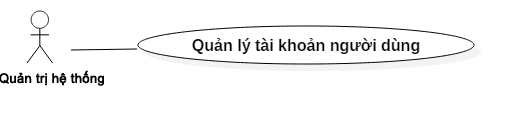 Quản lý tài khoản người dùng
Quản trị hệ thống